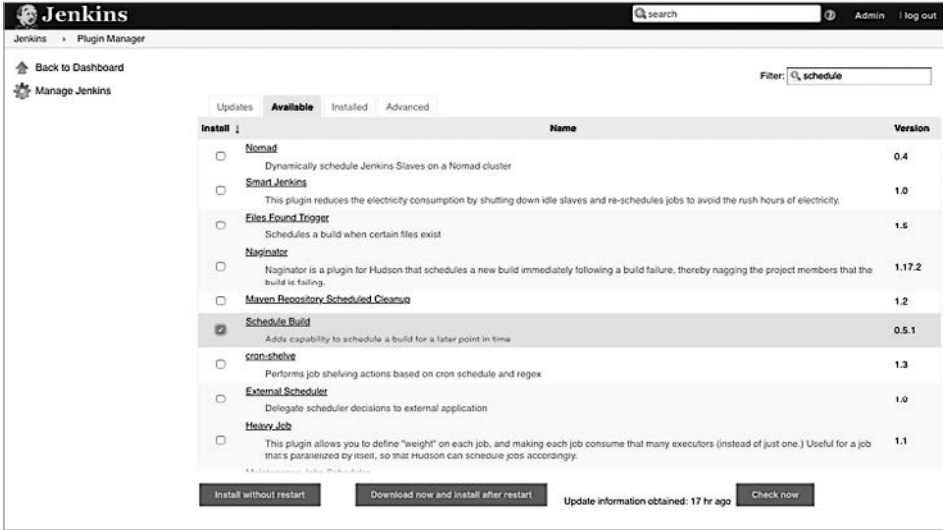 Jenkins
search
Admin
log out
Jenkins
Plugin Manager
Back to Dashboard
Manage Jenkins
Filter:
schedule
Updates
Available
Installed
Advanced
Install ↓
Name
Version
Nomad
Dynamically schedule Jenkins Slaves on a Nomad cluster
0.4
Smart Jenkins
This plugin reduces the electricity consumption by shutting down idle slaves and re-schedules jobs to avoid the rush hours of electricity.
1.0
Files Found Trigger
Schedules a build when certain files exist
1.5
Naginator
Naginator is a plugin for Hudson that schedules a new build immediately following a build failure, thereby nagging the project members that the
build is failing.
1.17.2
Maven Repository Scheduled Cleanup
1.2
Schedule Build
Adds capability to schedule a build for a later point in time
0.5.1
cron-shelve
Performs job shelving actions based on cron schedule and regex
1.3
External Scheduler
Delegate scheduler decisions to external application
1.0
Heavy Job
This plugin allows you to define "weight" on each job, and making each job consume that many executors (instead of just one.) Useful for a job
that's parallelized by itself, so that Hudson can schedule jobs accordingly.
1.1
Install without restart
Download now and install after restart
Update information obtained: 17 hr ago
Check now